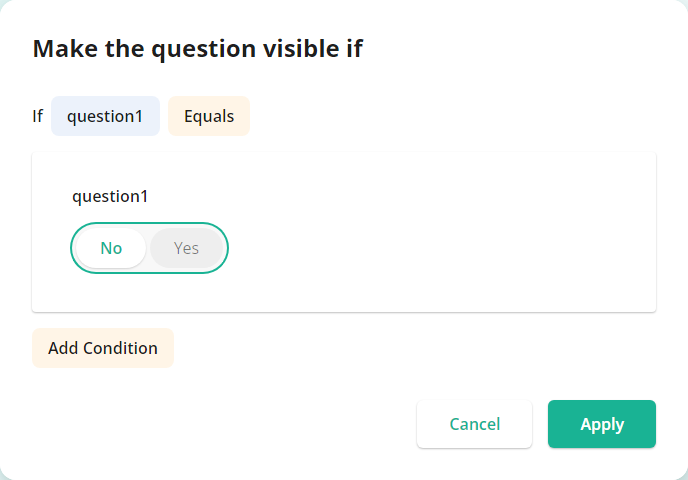 Make the question visible if
If question1 Equals
question1
No Yes
Add Condition
Cancel Apply